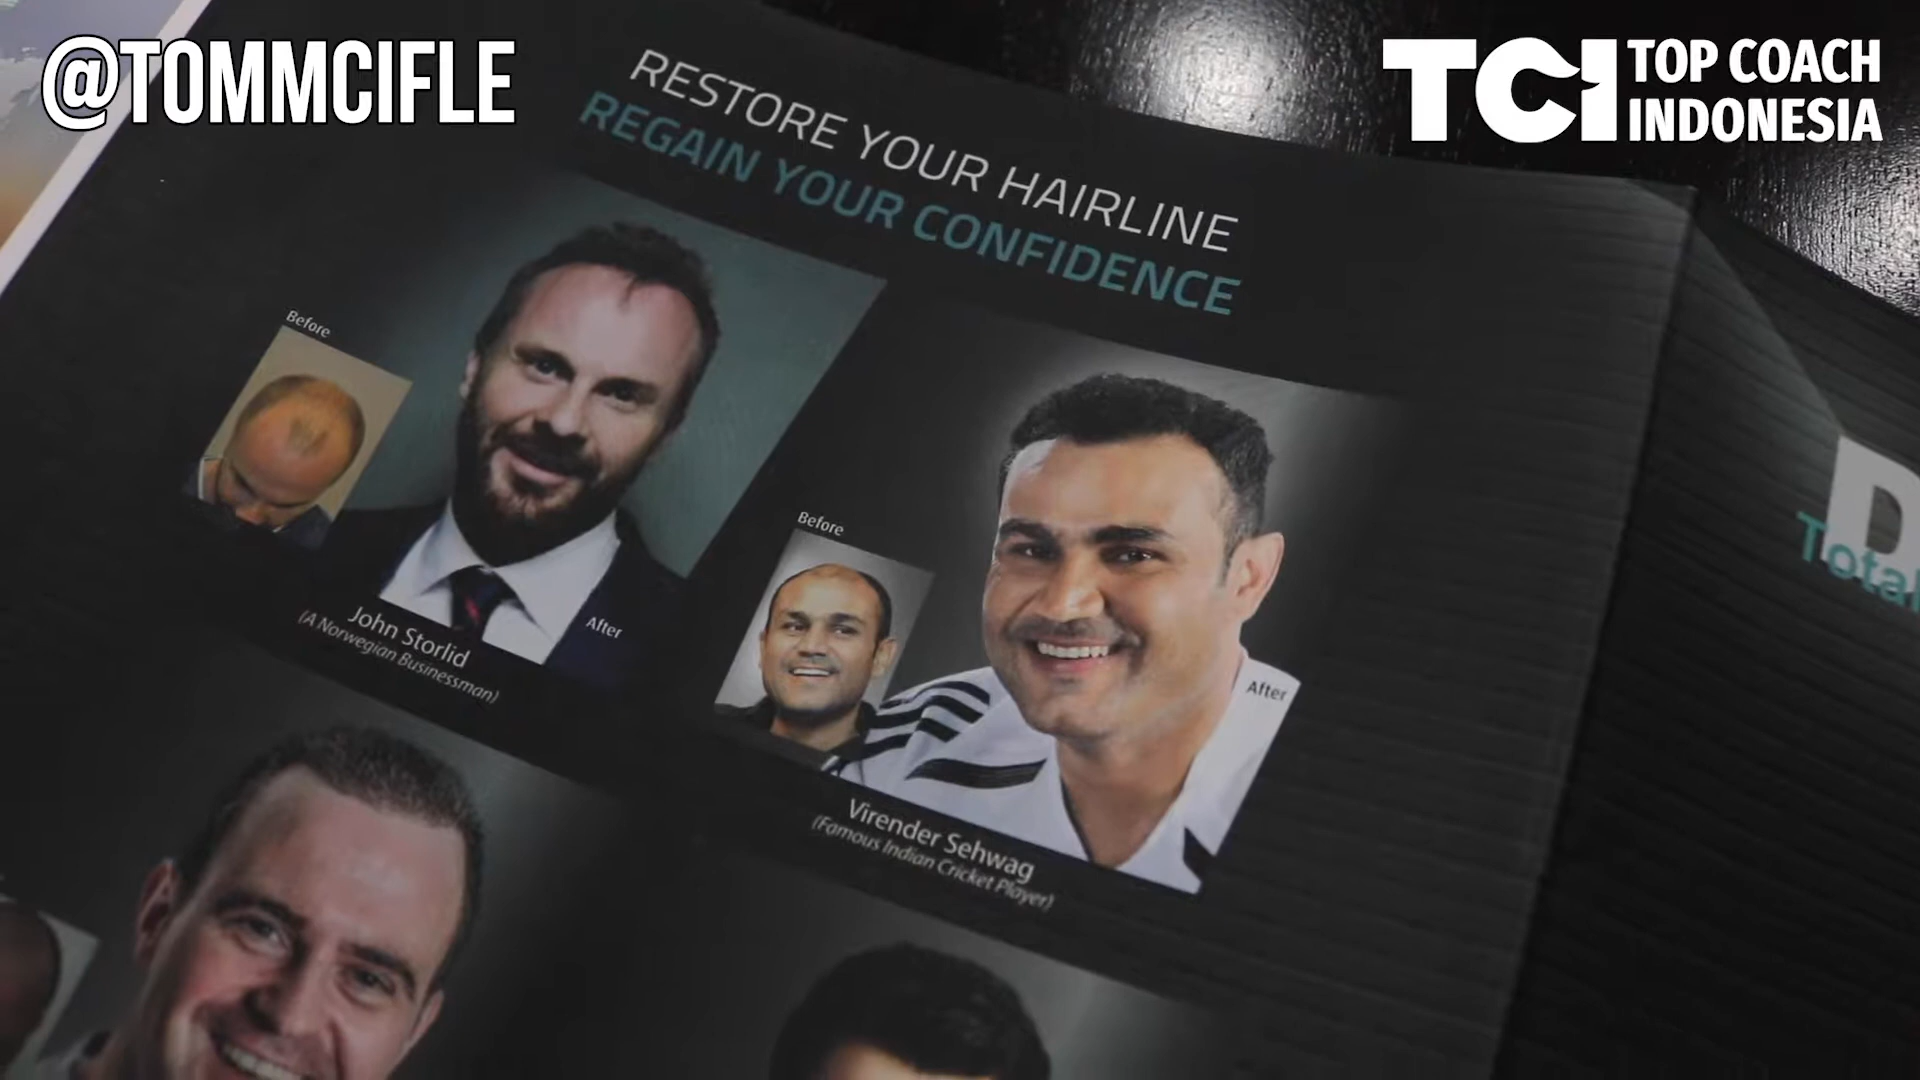 @TOMMCIFLE
TCI TOP COACH
INDONESIA
RESTORE YOUR HAIRLINE
REGAIN YOUR CONFIDENCE
Before
After
John Storlid
(A Norwegian Businessman)
Before
After
Virender Sehwag
(Famous Indian Cricket Player)
D
Total